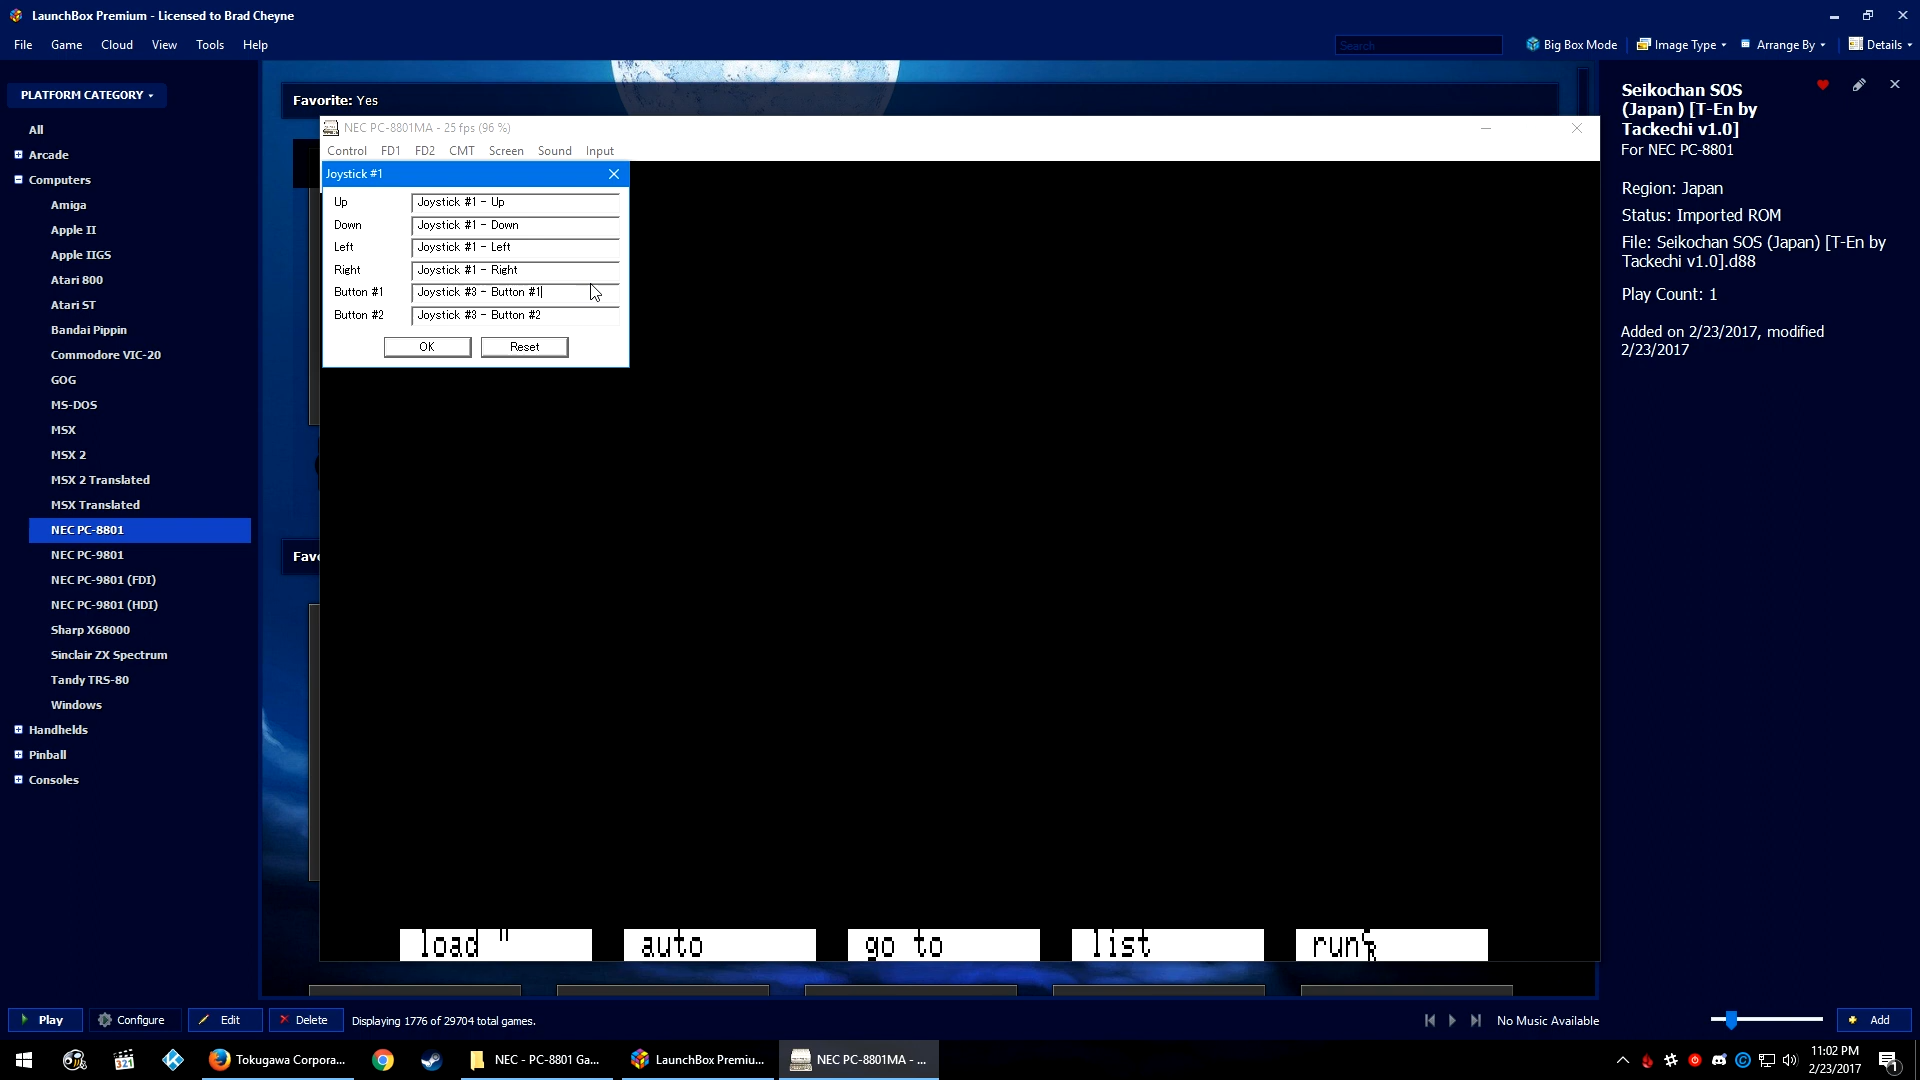 LaunchBox Premium - Licensed to Brad Cheyne
File Game Cloud View Tools Help
Search
Big Box Mode
Image Type
Arrange By
Details
PLATFORM CATEGORY
All
Arcade
Computers
Amiga
Apple II
Apple IIGS
Atari 800
Atari ST
Bandai Pippin
Commodore VIC-20
GOG
MS-DOS
MSX
MSX 2
MSX 2 Translated
MSX Translated
NEC PC-8801
NEC PC-9801
NEC PC-9801 (FDI)
NEC PC-9801 (HDI)
Sharp X68000
Sinclair ZX Spectrum
Tandy TRS-80
Windows
Handhelds
Pinball
Consoles
Favorite: Yes
NEC PC-8801MA - 25 fps (96 %)
Control FD1 FD2 CMT Screen Sound Input
Joystick #1
Up Joystick #1 - Up
Down Joystick #1 - Down
Left Joystick #1 - Left
Right Joystick #1 - Right
Button #1 Joystick #3 - Button #1
Button #2 Joystick #3 - Button #2
OK Reset
load " auto go to list run
Seikochan SOS
(Japan) [T-En by
Tackechi v1.0]
For NEC PC-8801
Region: Japan
Status: Imported ROM
File: Seikochan SOS (Japan) [T-En by
Tackechi v1.0].d88
Play Count: 1
Added on 2/23/2017, modified
2/23/2017
Play Configure Edit Delete Displaying 1776 of 29704 total games.
No Music Available
Add
321
Tokugawa Corpora...
NEC - PC-8801 Ga...
LaunchBox Premiu...
NEC PC-8801MA - ...
11:02 PM
2/23/2017
1